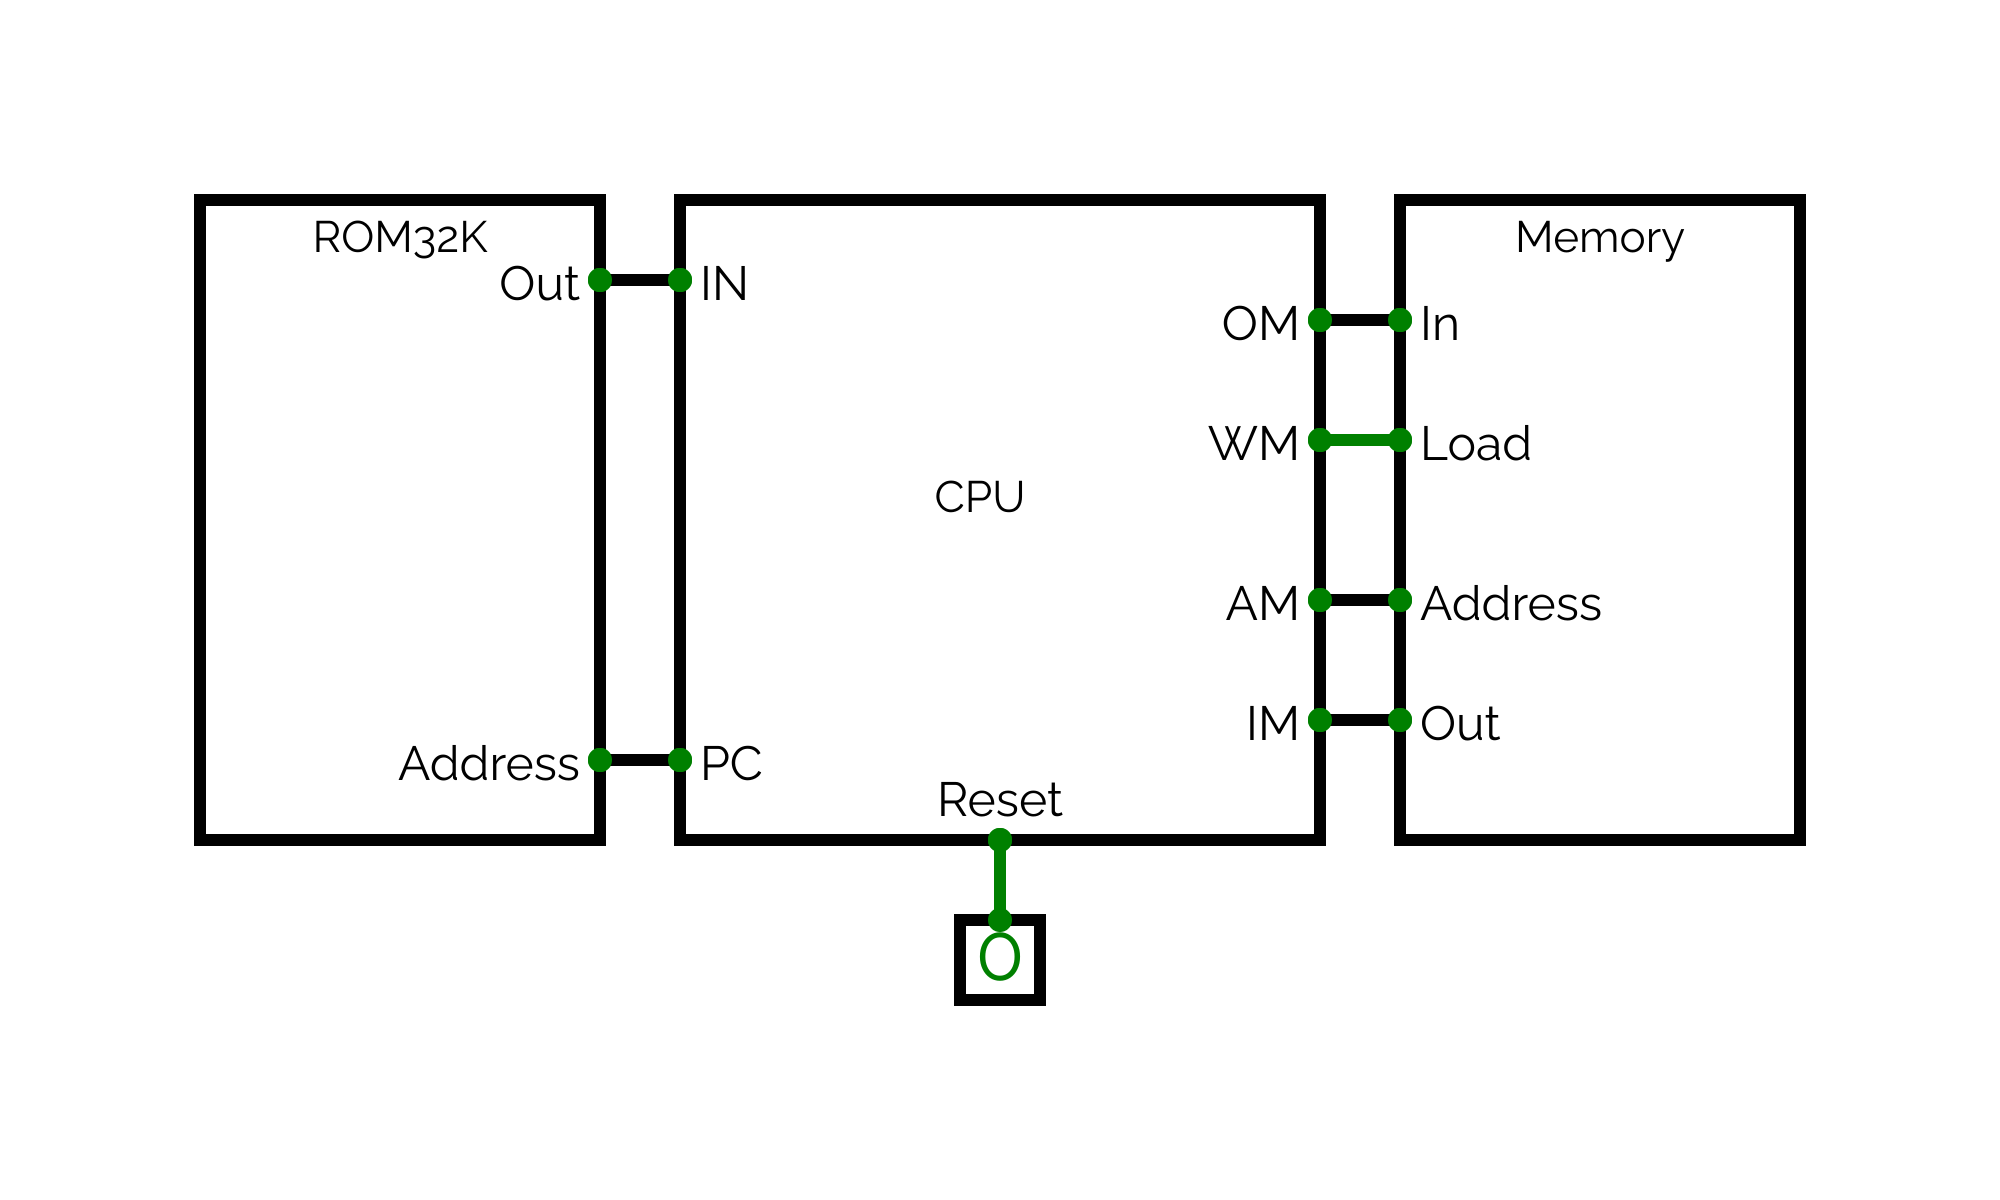 ROM32K
Out
Address
IN
CPU
PC
Reset
OM
WM
AM
IM
Memory
In
Load
Address
Out
0